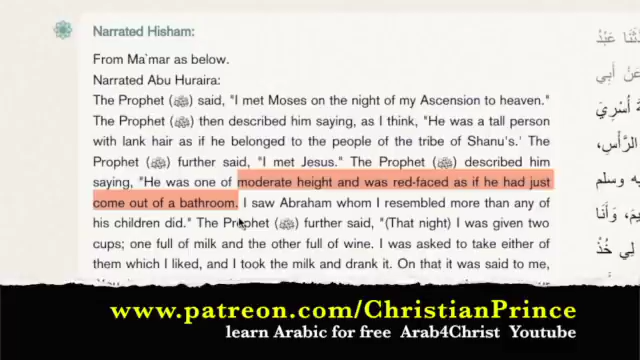 Narrated Hisham:
From Ma`mar as below.
Narrated Abu Huraira:
The Prophet (ﷺ) said, "I met Moses on the night of my Ascension to heaven."
The Prophet (ﷺ) then described him saying, as I think, "He was a tall person
with lank hair as if he belonged to the people of the tribe of Shanu's.' The
Prophet (ﷺ) further said, "I met Jesus." The Prophet (ﷺ) described him
saying, "He was one of moderate height and was red-faced as if he had just
come out of a bathroom. I saw Abraham whom I resembled more than any of
his children did." The Prophet (ﷺ) further said, "(That night) I was given two
cups; one full of milk and the other full of wine. I was asked to take either of
them which I liked, and I took the milk and drank it. On that it was said to me,
عَبْدُ
عَنْ أَبِي
أُسْرِيَ
الرَّأْسِ،
يه وسلم
وَأَنَا
لِي خُذْ
www.patreon.com/ChristianPrince
learn Arabic for free Arab4Christ Youtube